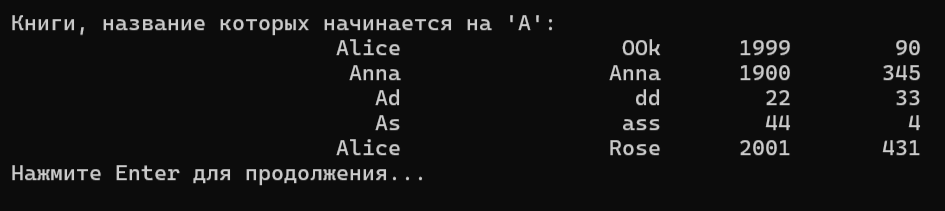 Книги, название которых начинается на 'A':
Alice OOk 1999 90
Anna Anna 1900 345
Ad dd 22 33
As ass 44 4
Alice Rose 2001 431
Нажмите Enter для продолжения...